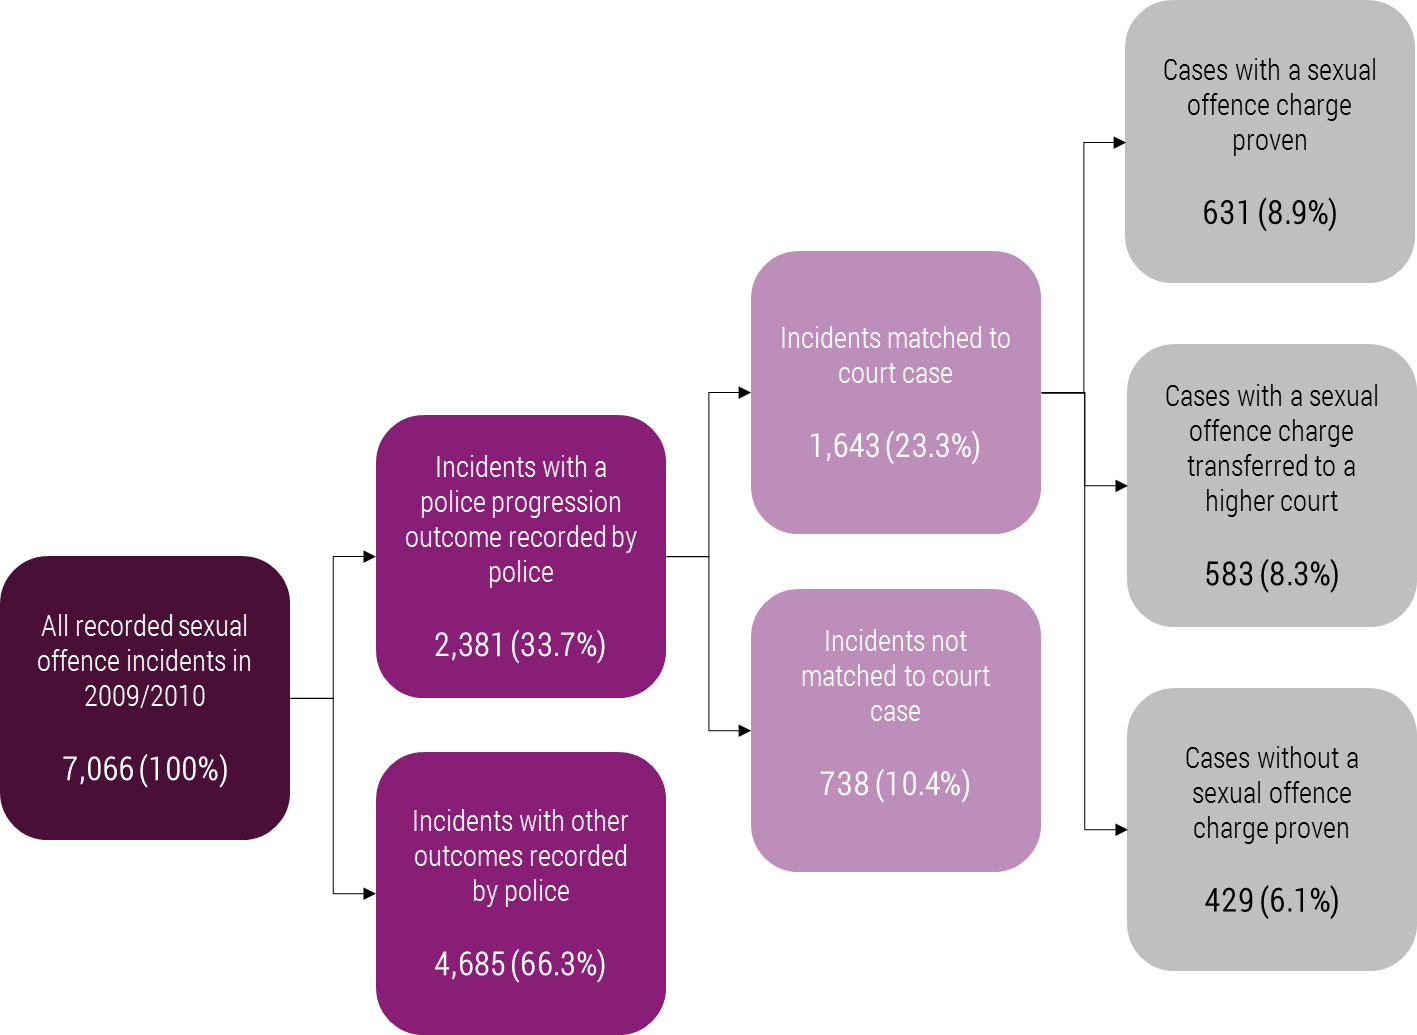 All recorded sexual
offence incidents in
2009/2010
7,066 (100%)
Incidents with a
police progression
outcome recorded by
police
2,381 (33.7%)
Incidents with other
outcomes recorded
by police
4,685 (66.3%)
Incidents matched to
court case
1,643 (23.3%)
Incidents not
matched to court
case
738 (10.4%)
Cases with a sexual
offence charge
proven
631 (8.9%)
Cases with a sexual
offence charge
transferred to a
higher court
583 (8.3%)
Cases without a
sexual offence
charge proven
429 (6.1%)